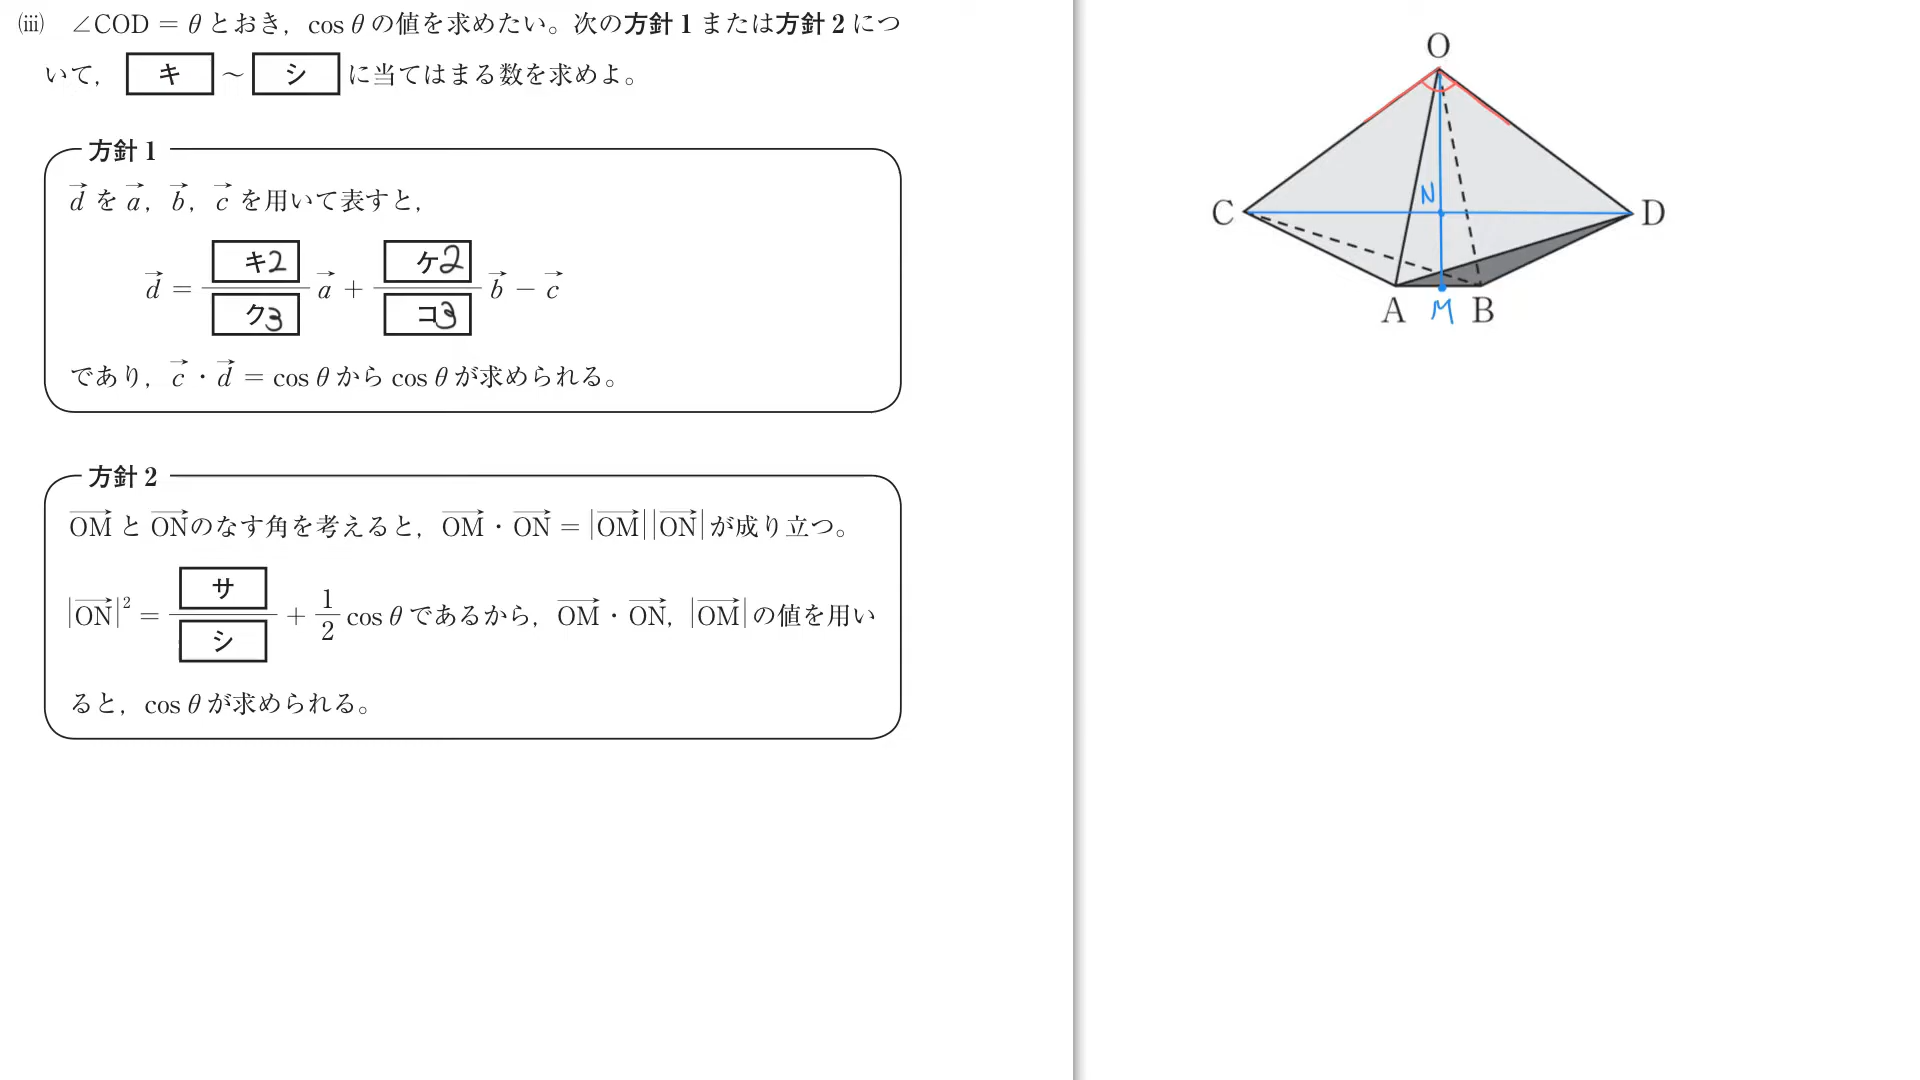 (iii) ∠COD = θ とおき, cos θ の値を求めたい。次の方針1または方針2につ
いて, キ ~ シ に当てはまる数を求めよ。
方針1
d→ を a→, b→, c→ を用いて表すと,
d→ = キ2/ク3 a→ + ケ2/コ3 b→ − c→
であり, c→・d→ = cos θ から cos θ が求められる。
方針2
OM→ と ON→ のなす角を考えると, OM→・ON→ = |OM→||ON→| が成り立つ。
|ON→|² = サ/シ + 1/2 cos θ であるから, OM→・ON→, |OM→| の値を用い
ると, cos θ が求められる。
O
N
C
D
A
M
B